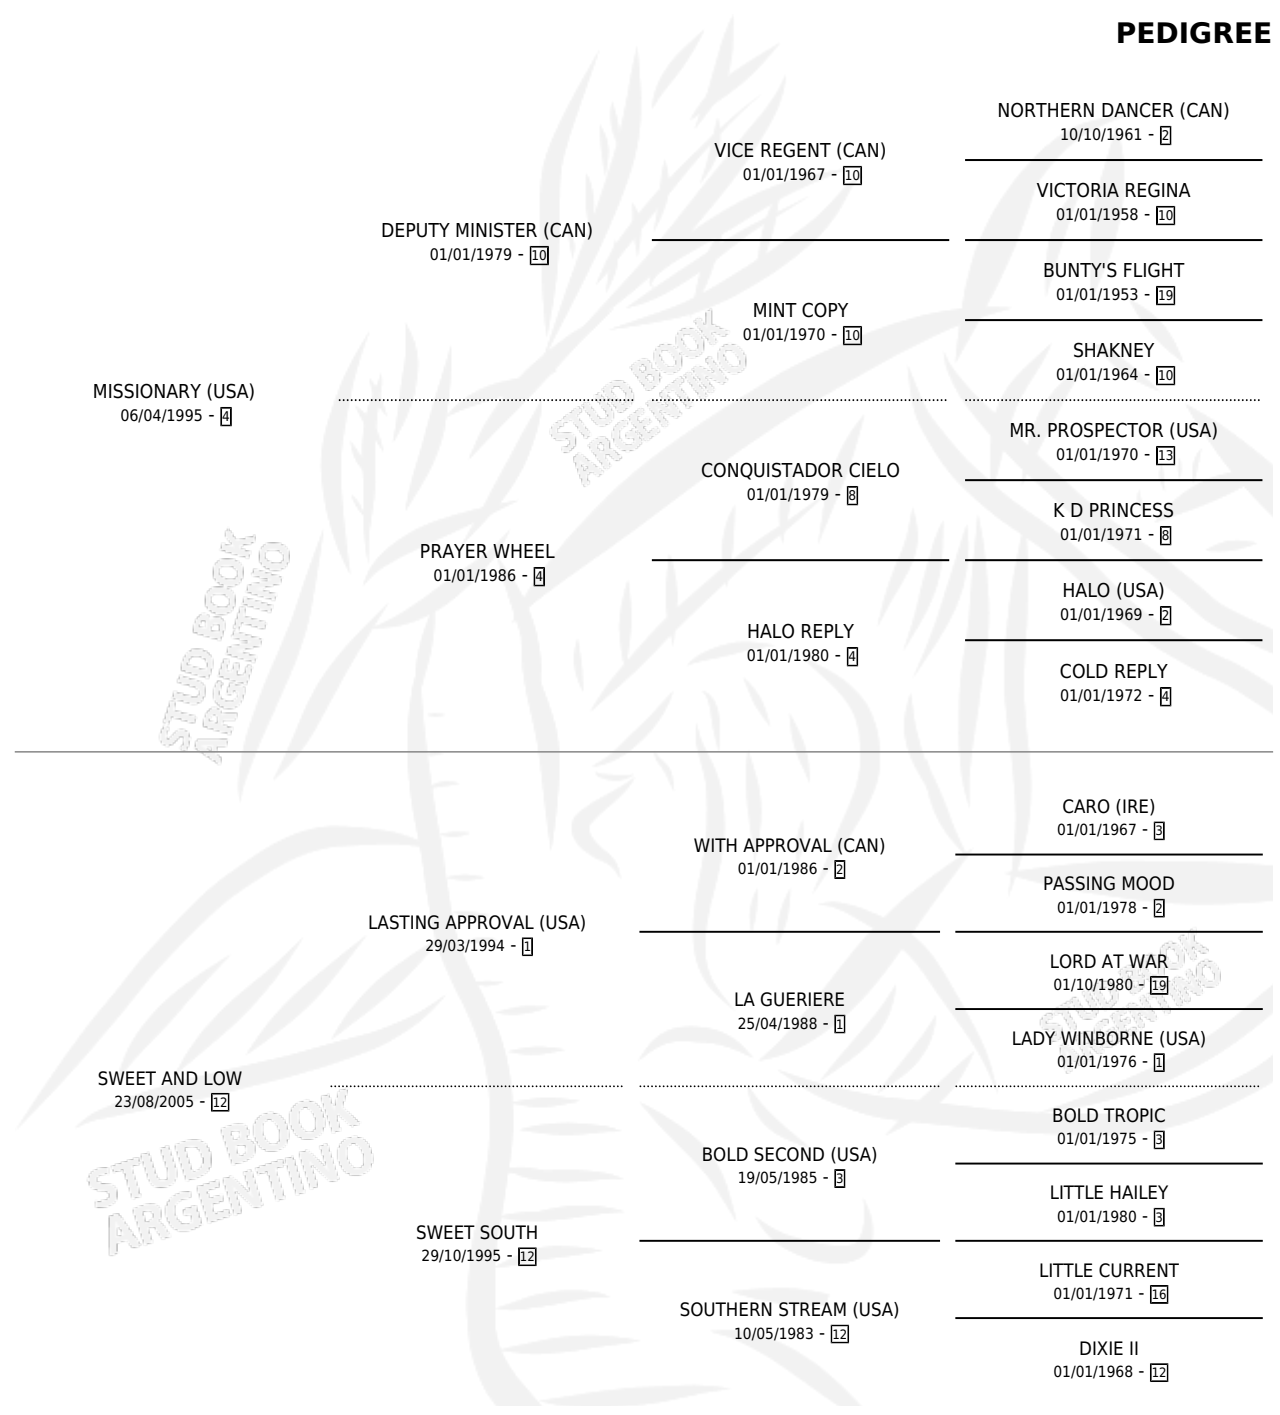 PEDIGREE
NORTHERN DANCER (CAN)
10/10/1961 - 2
VICE REGENT (CAN)
01/01/1967 - 10
VICTORIA REGINA
01/01/1958 - 10
DEPUTY MINISTER (CAN)
01/01/1979 - 10
BUNTY'S FLIGHT
01/01/1953 - 19
MINT COPY
01/01/1970 - 10
SHAKNEY
01/01/1964 - 10
MISSIONARY (USA)
06/04/1995 - 4
MR. PROSPECTOR (USA)
01/01/1970 - 13
CONQUISTADOR CIELO
01/01/1979 - 8
K D PRINCESS
01/01/1971 - 8
PRAYER WHEEL
01/01/1986 - 4
HALO (USA)
01/01/1969 - 2
HALO REPLY
01/01/1980 - 4
COLD REPLY
01/01/1972 - 4
CARO (IRE)
01/01/1967 - 3
WITH APPROVAL (CAN)
01/01/1986 - 2
PASSING MOOD
01/01/1978 - 2
LASTING APPROVAL (USA)
29/03/1994 - 1
LORD AT WAR
01/10/1980 - 19
LA GUERIERE
25/04/1988 - 1
LADY WINBORNE (USA)
01/01/1976 - 1
SWEET AND LOW
23/08/2005 - 12
BOLD TROPIC
01/01/1975 - 3
BOLD SECOND (USA)
19/05/1985 - 3
LITTLE HAILEY
01/01/1980 - 3
SWEET SOUTH
29/10/1995 - 12
LITTLE CURRENT
01/01/1971 - 16
SOUTHERN STREAM (USA)
10/05/1983 - 12
DIXIE II
01/01/1968 - 12
STUD BOOK
ARGENTINO
STUD BOOK
ARGENTINO
STUD BOOK
ARGENTINO
STUD BOOK
ARGENTINO